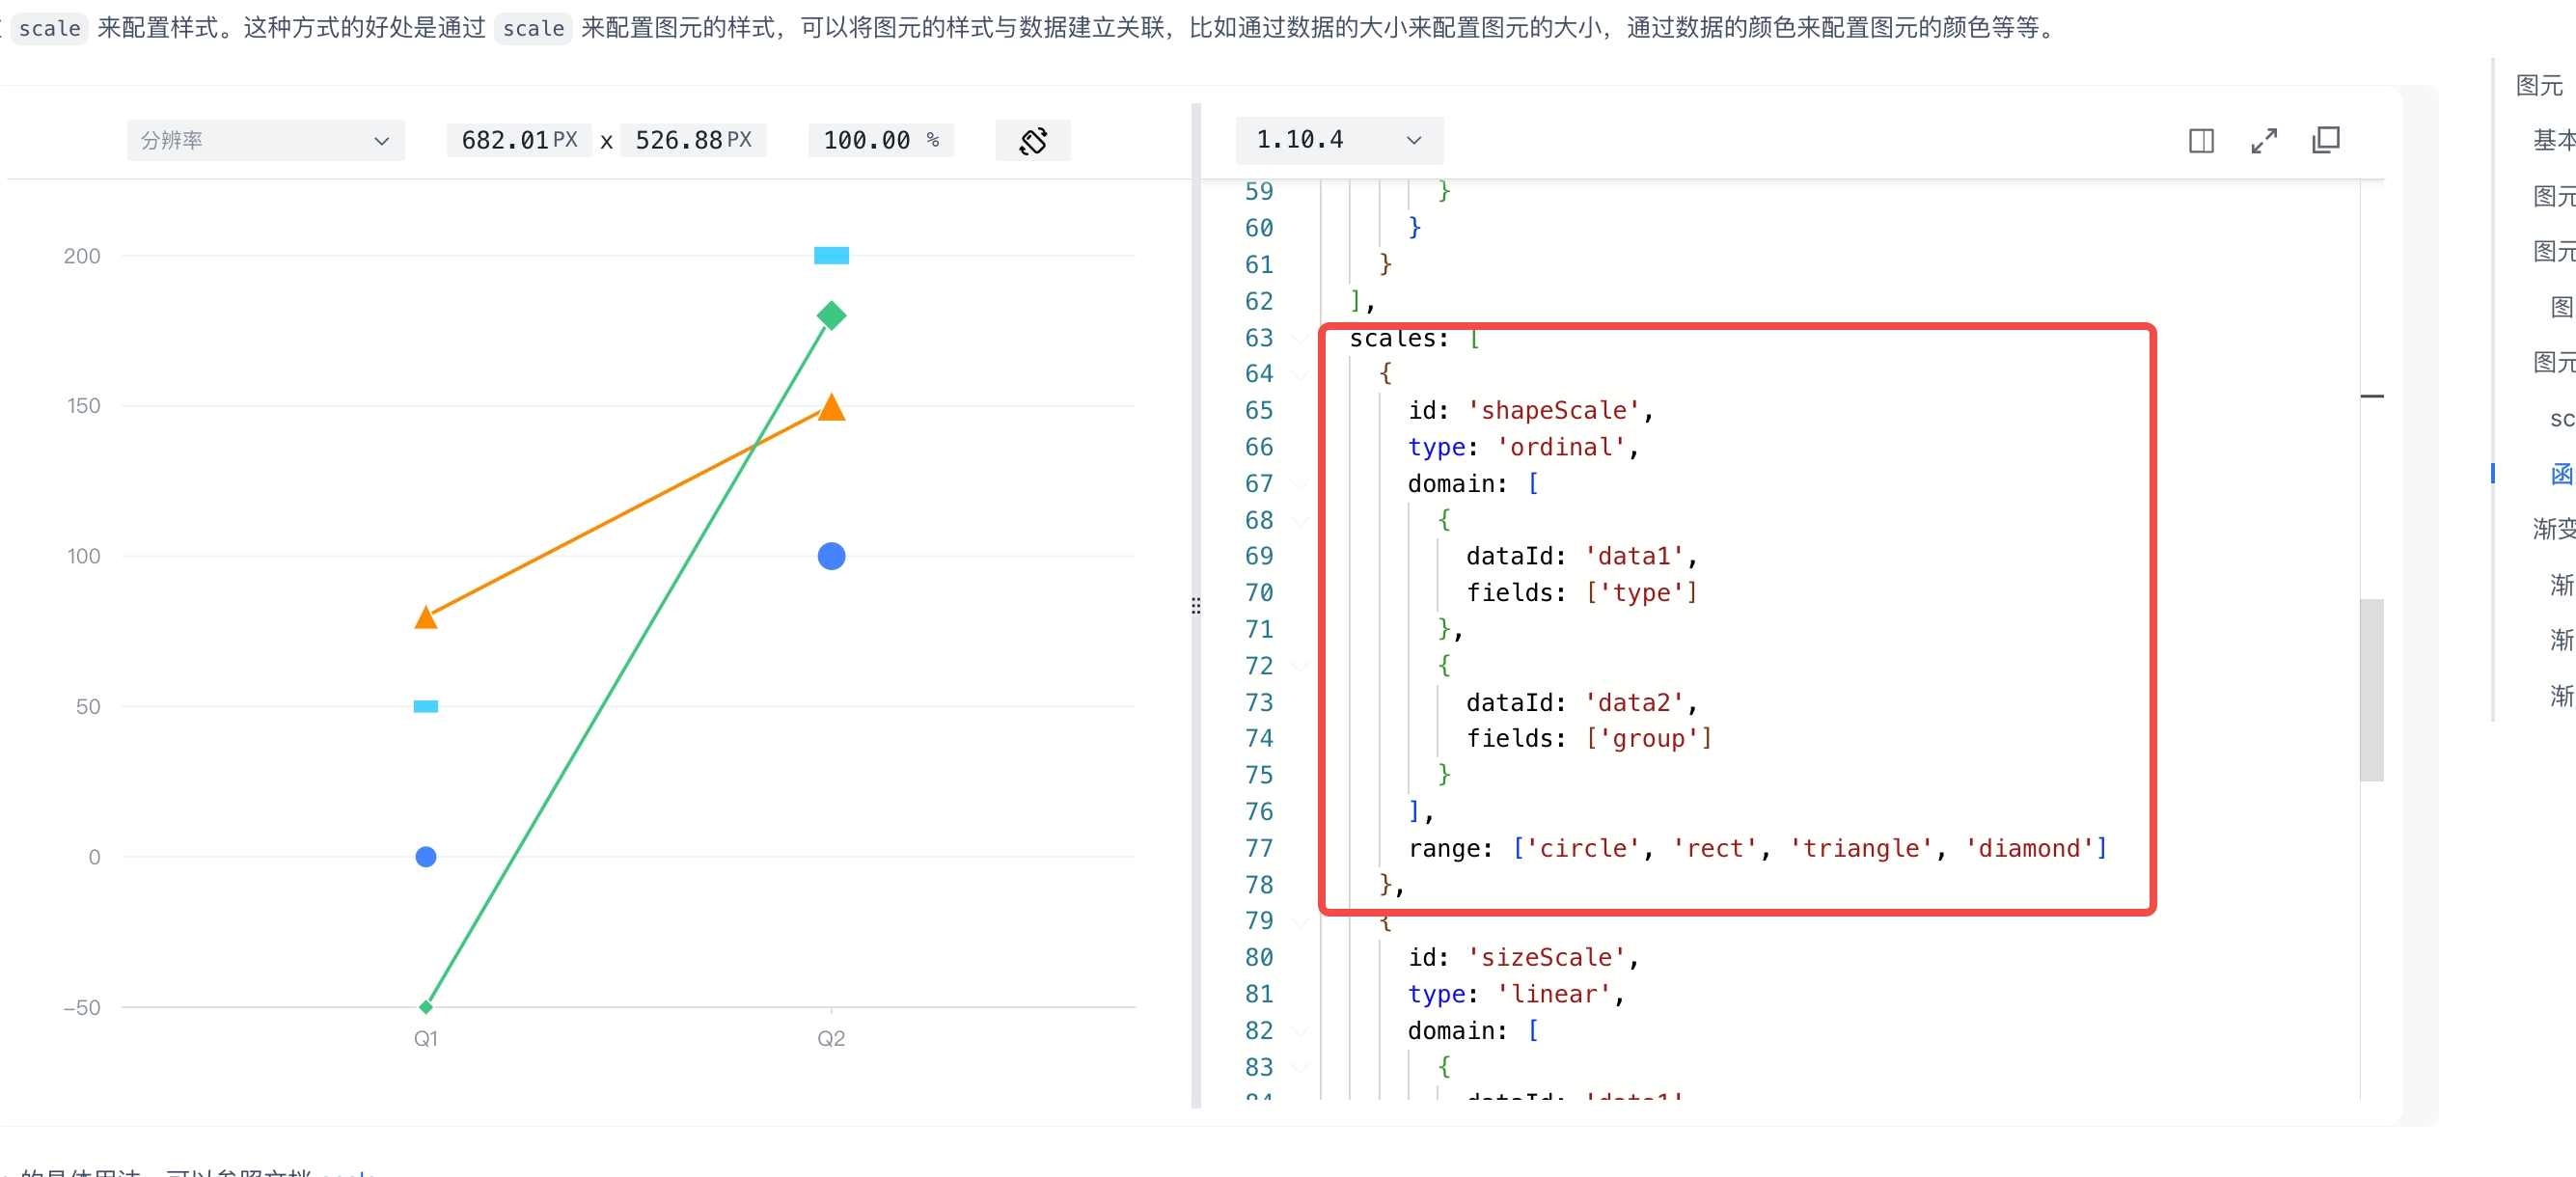 scale 来配置样式。这种方式的好处是通过 scale 来配置图元的样式，可以将图元的样式与数据建立关联，比如通过数据的大小来配置图元的大小，通过数据的颜色来配置图元的颜色等等。
分辨率 682.01 PX x 526.88 PX 100.00 %
200
150
100
50
0
−50
Q1 Q2
1.10.4
59 }
60 }
61 }
62 ],
63 scales: [
64 {
65 id: 'shapeScale',
66 type: 'ordinal',
67 domain: [
68 {
69 dataId: 'data1',
70 fields: ['type']
71 },
72 {
73 dataId: 'data2',
74 fields: ['group']
75 }
76 ],
77 range: ['circle', 'rect', 'triangle', 'diamond']
78 },
79 {
80 id: 'sizeScale',
81 type: 'linear',
82 domain: [
83 {
84 dataId: 'data1',
图元
基本
图元
图元
图
图元
sc
函
渐变
渐
渐
渐